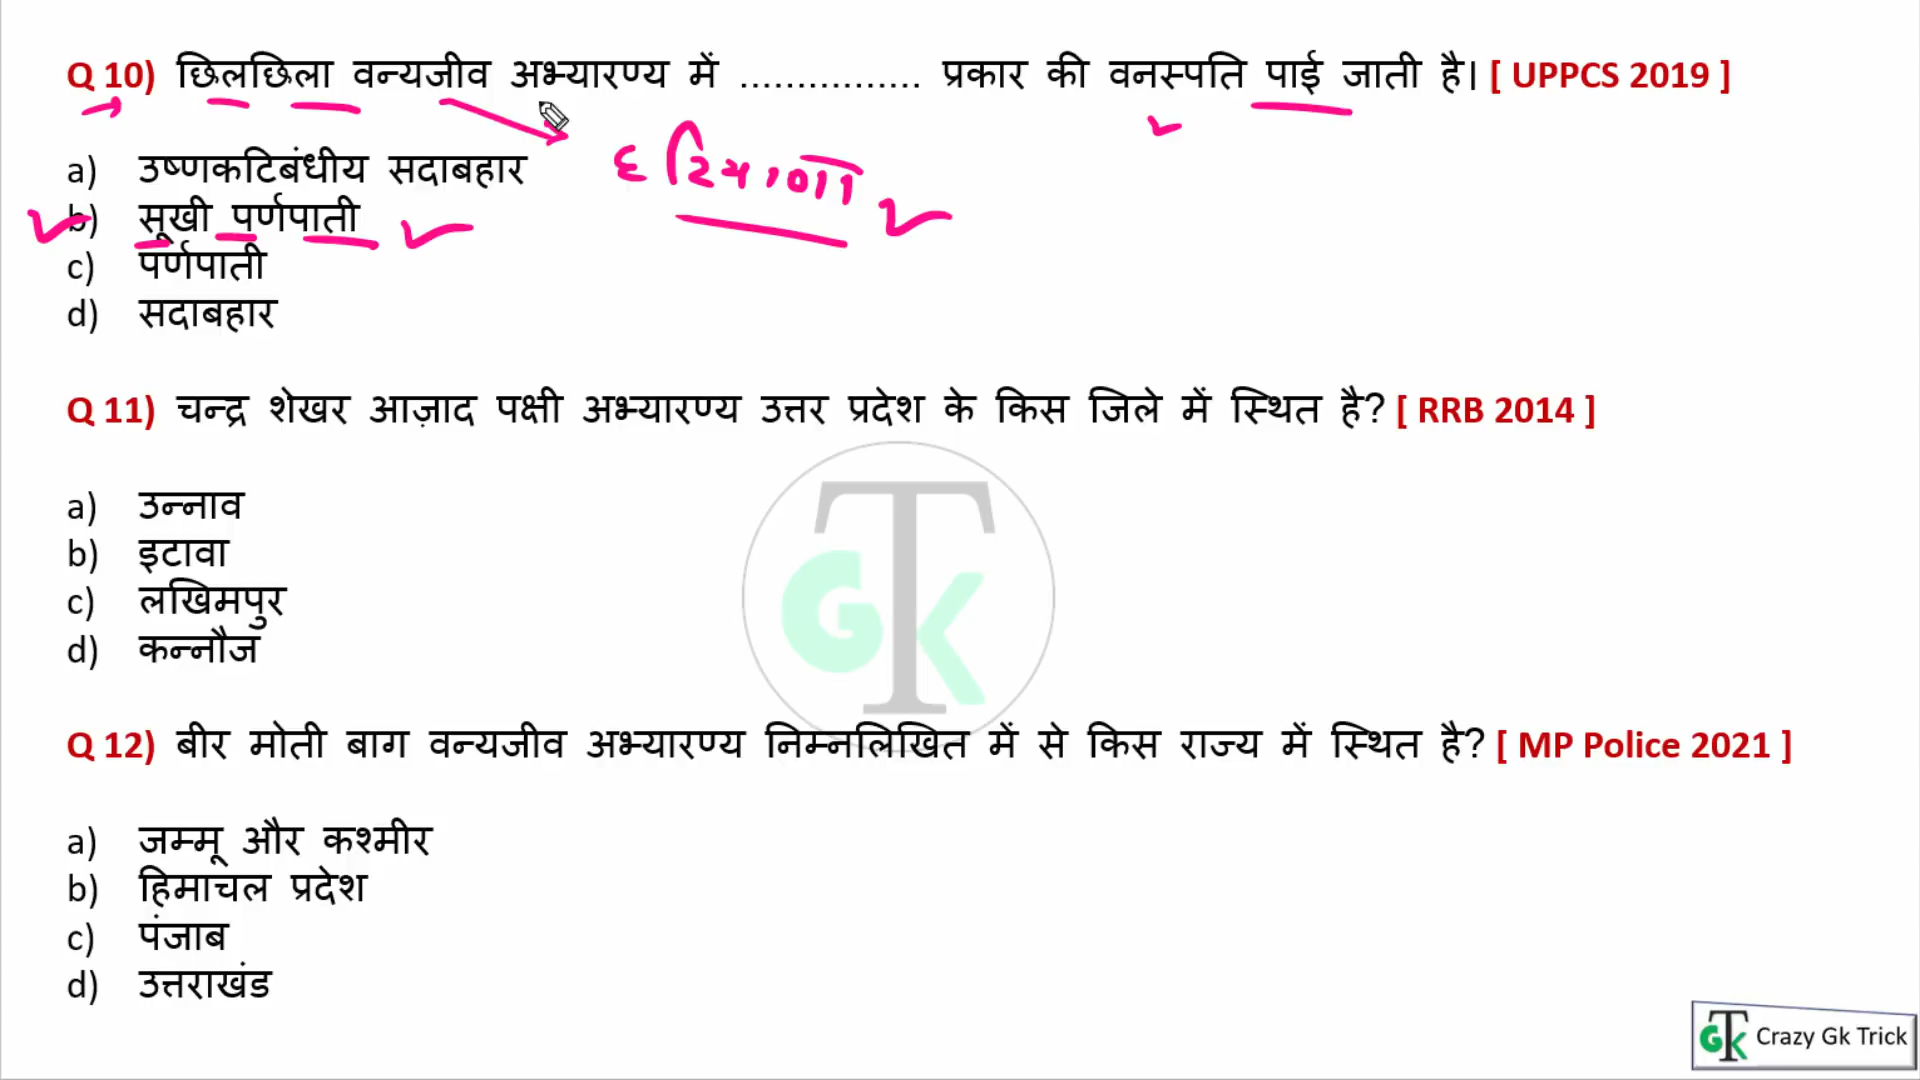 Q 10) छिलछिला वन्यजीव अभ्यारण्य में ................ प्रकार की वनस्पति पाई जाती है। [ UPPCS 2019 ]
a) उष्णकटिबंधीय सदाबहार
हरियाणा
b) सूखी पर्णपाती
c) पर्णपाती
d) सदाबहार
Q 11) चन्द्र शेखर आज़ाद पक्षी अभ्यारण्य उत्तर प्रदेश के किस जिले में स्थित है? [ RRB 2014 ]
a) उन्नाव
b) इटावा
c) लखिमपुर
d) कन्नौज
GTK
Q 12) बीर मोती बाग वन्यजीव अभ्यारण्य निम्नलिखित में से किस राज्य में स्थित है? [ MP Police 2021 ]
a) जम्मू और कश्मीर
b) हिमाचल प्रदेश
c) पंजाब
d) उत्तराखंड
GTK Crazy Gk Trick